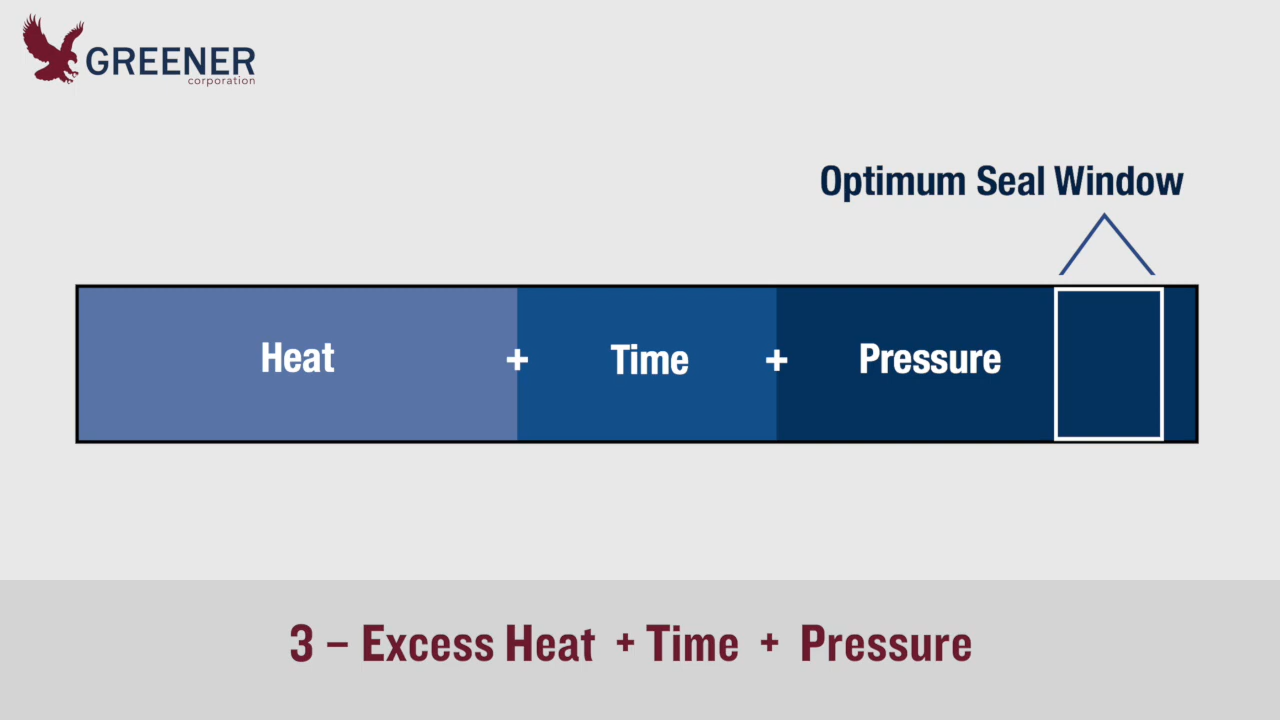 GREENER
corporation
Optimum Seal Window
Heat + Time + Pressure
3 – Excess Heat + Time + Pressure